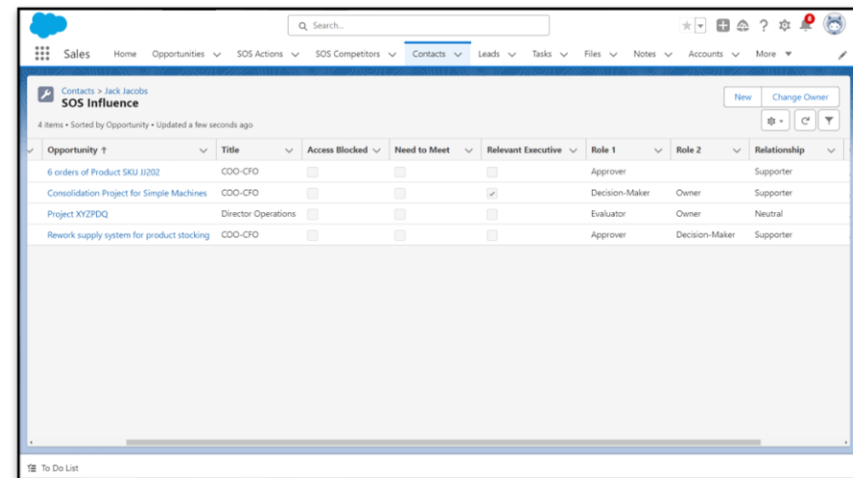 Search...
8
Sales Home Opportunities SOS Actions SOS Competitors Contacts Leads Tasks Files Notes Accounts More
Contacts > Jack Jacobs
SOS Influence
New Change Owner
4 items • Sorted by Opportunity • Updated a few seconds ago
Opportunity ↑ Title Access Blocked Need to Meet Relevant Executive Role 1 Role 2 Relationship
6 orders of Product SKU JJ202 COO-CFO Approver Supporter
Consolidation Project for Simple Machines COO-CFO Decision-Maker Owner Supporter
Project XYZPDQ Director Operations Evaluator Owner Neutral
Rework supply system for product stocking COO-CFO Approver Decision-Maker Supporter
To Do List